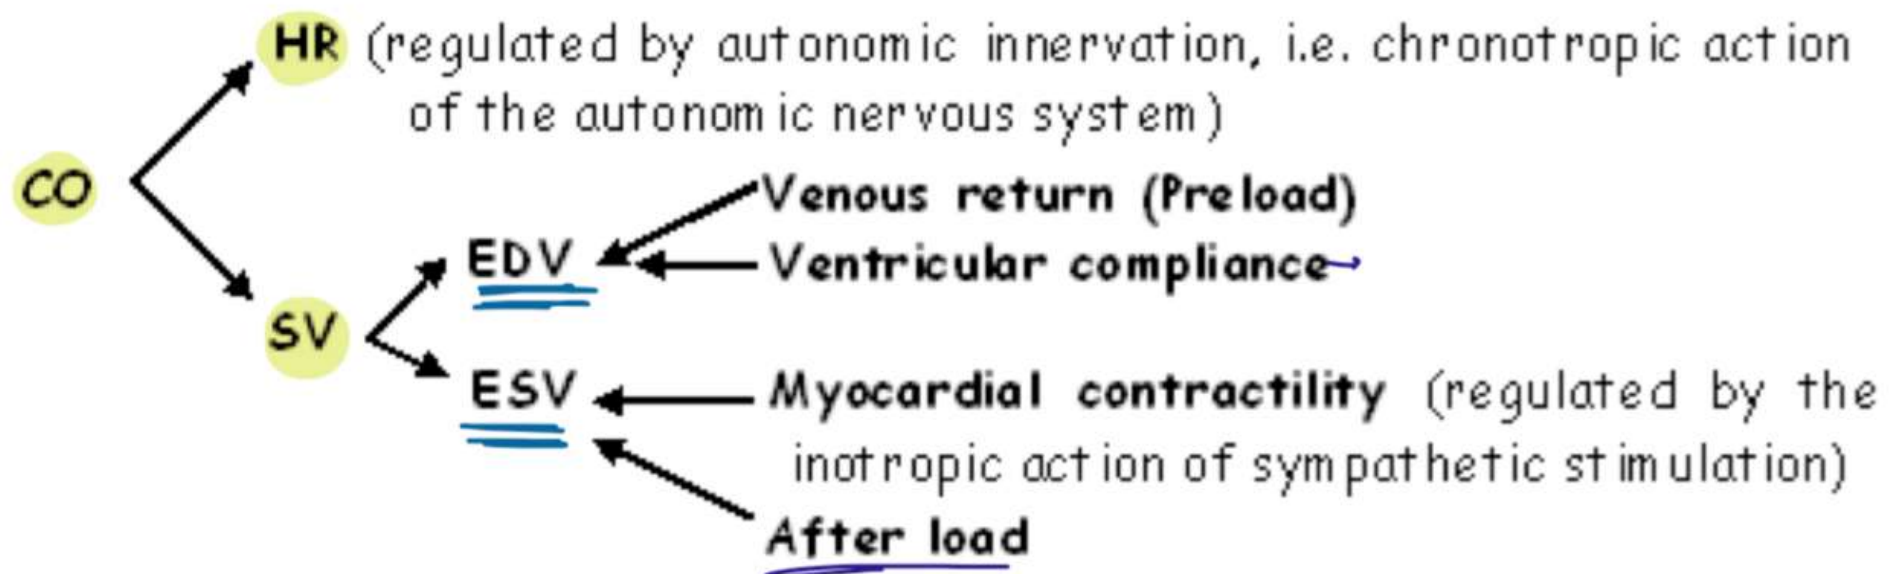 HR (regulated by autonomic innervation, i.e. chronotropic action
of the autonomic nervous system)
CO
Venous return (Preload)
EDV
Ventricular compliance
SV
ESV
Myocardial contractility (regulated by the
inotropic action of sympathetic stimulation)
After load